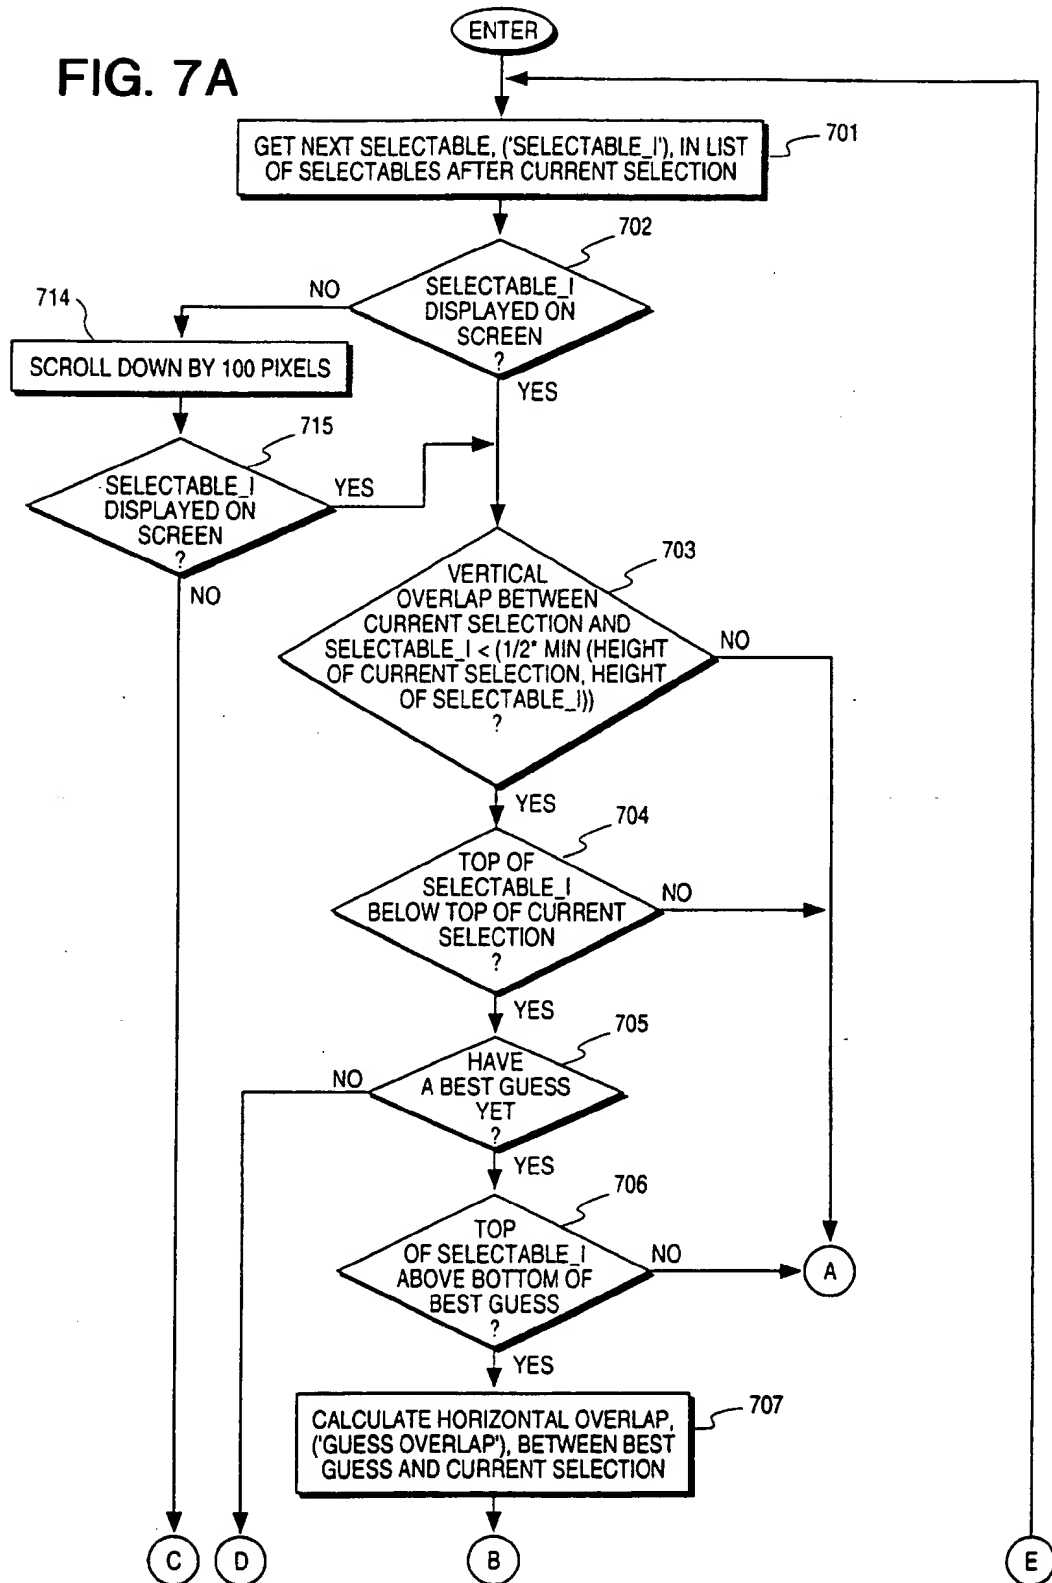 ENTER
FIG. 7A
GET NEXT SELECTABLE, ('SELECTABLE_I'), IN LIST
OF SELECTABLES AFTER CURRENT SELECTION
701
702
SELECTABLE_I
DISPLAYED ON
SCREEN
?
NO
YES
714
SCROLL DOWN BY 100 PIXELS
715
SELECTABLE_I
DISPLAYED ON
SCREEN
?
YES
NO
703
VERTICAL
OVERLAP BETWEEN
CURRENT SELECTION AND
SELECTABLE_I < (1/2* MIN (HEIGHT
OF CURRENT SELECTION, HEIGHT
OF SELECTABLE_I))
?
NO
YES
704
TOP OF
SELECTABLE_I
BELOW TOP OF CURRENT
SELECTION
?
NO
YES
705
HAVE
A BEST GUESS
YET
?
NO
YES
706
TOP
OF SELECTABLE_I
ABOVE BOTTOM OF
BEST GUESS
?
NO
A
YES
707
CALCULATE HORIZONTAL OVERLAP,
('GUESS OVERLAP'), BETWEEN BEST
GUESS AND CURRENT SELECTION
C
D
B
E